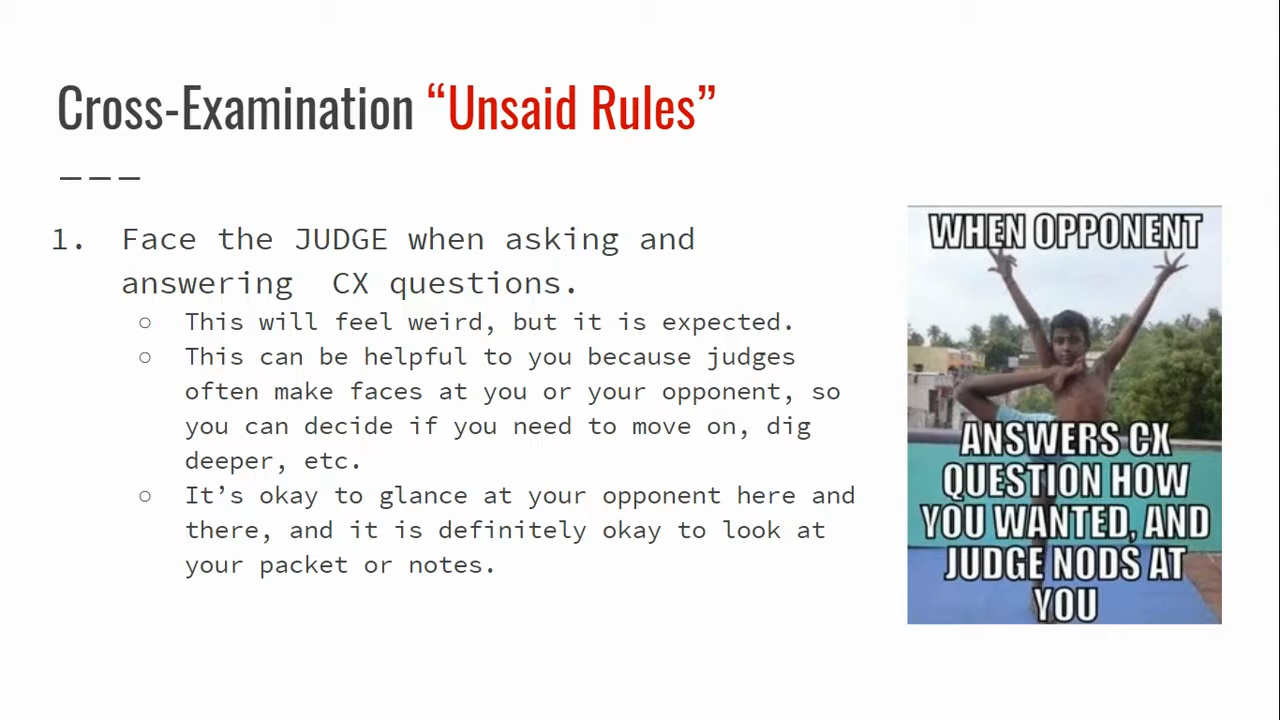 Cross-Examination “Unsaid Rules”
———
1. Face the JUDGE when asking and
answering CX questions.
○ This will feel weird, but it is expected.
○ This can be helpful to you because judges
often make faces at you or your opponent, so
you can decide if you need to move on, dig
deeper, etc.
○ It’s okay to glance at your opponent here and
there, and it is definitely okay to look at
your packet or notes.
WHEN OPPONENT
ANSWERS CX
QUESTION HOW
YOU WANTED, AND
JUDGE NODS AT
YOU